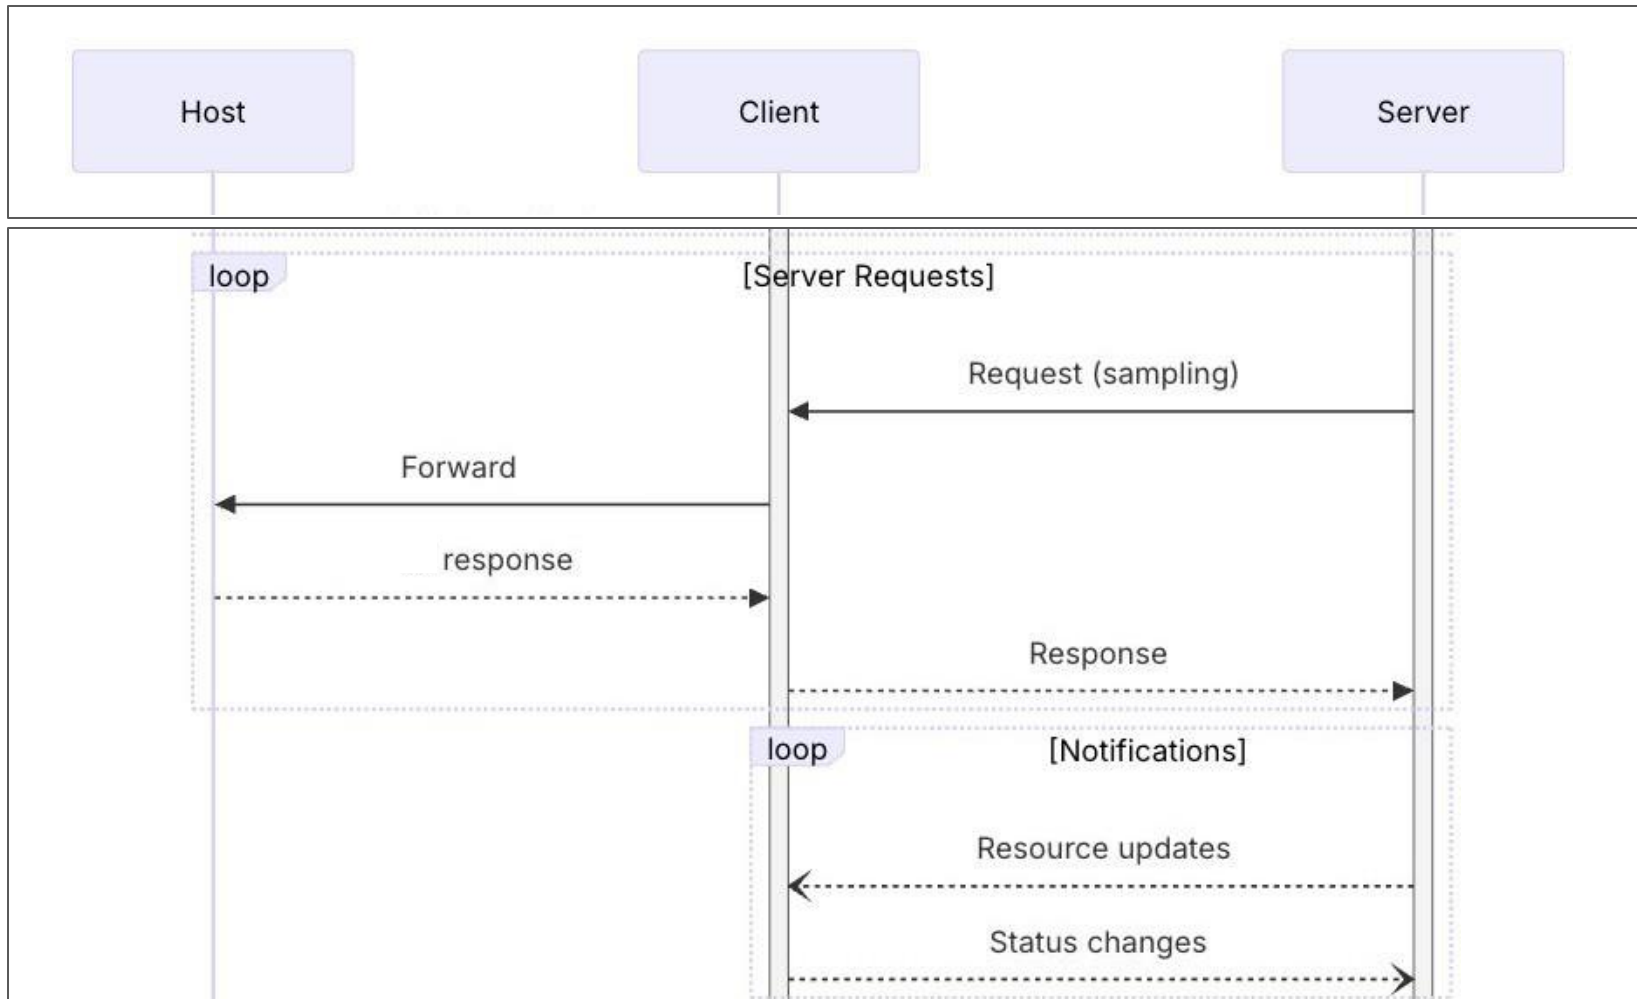 Host
Client
Server
loop
[Server Requests]
Request (sampling)
Forward
response
Response
loop
[Notifications]
Resource updates
Status changes